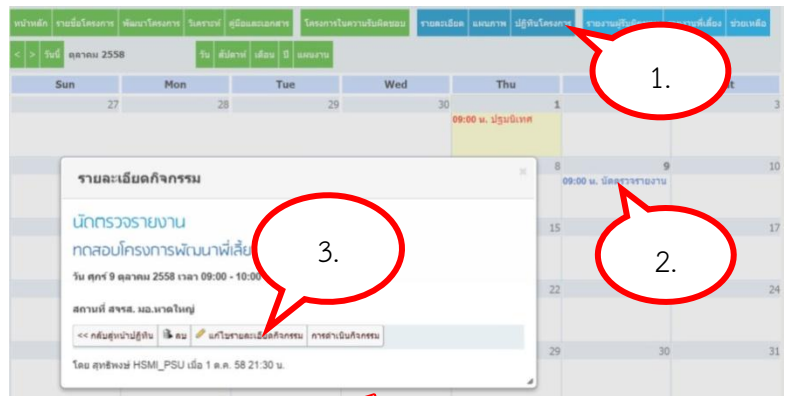 หน้าหลัก รายชื่อโครงการ พัฒนาโครงการ วิเคราะห์ คู่มือและเอกสาร โครงการในความรับผิดชอบ รายละเอียด แผนภาพ ปฏิทินโครงการ ช่วยเหลือ
< > วันนี้ ตุลาคม 2558 วัน สัปดาห์ เดือน ปี แผนงาน
1.
Sun Mon Tue Wed Thu
27 28 29 30 1 3
09:00 น. ปฐมนิเทศ
8 9 10
09:00 น. นัดตรวจรายงาน
รายละเอียดกิจกรรม ×
นัดตรวจรายงาน
ทดสอบโครงการพัฒนาพี่เลี้ย
3.
2.
15 17
วัน ศุกร์ 9 ตุลาคม 2558 เวลา 09:00 - 10:00
22 24
สถานที่ สจรส. มอ.หาดใหญ่
<< กลับสู่หน้าปฏิทิน ลบ แก้ไขรายละเอียดกิจกรรม การดำเนินกิจกรรม
29 30 31
โดย สุทธิพงษ์ HSMI_PSU เมื่อ 1 ต.ค. 58 21:30 น.